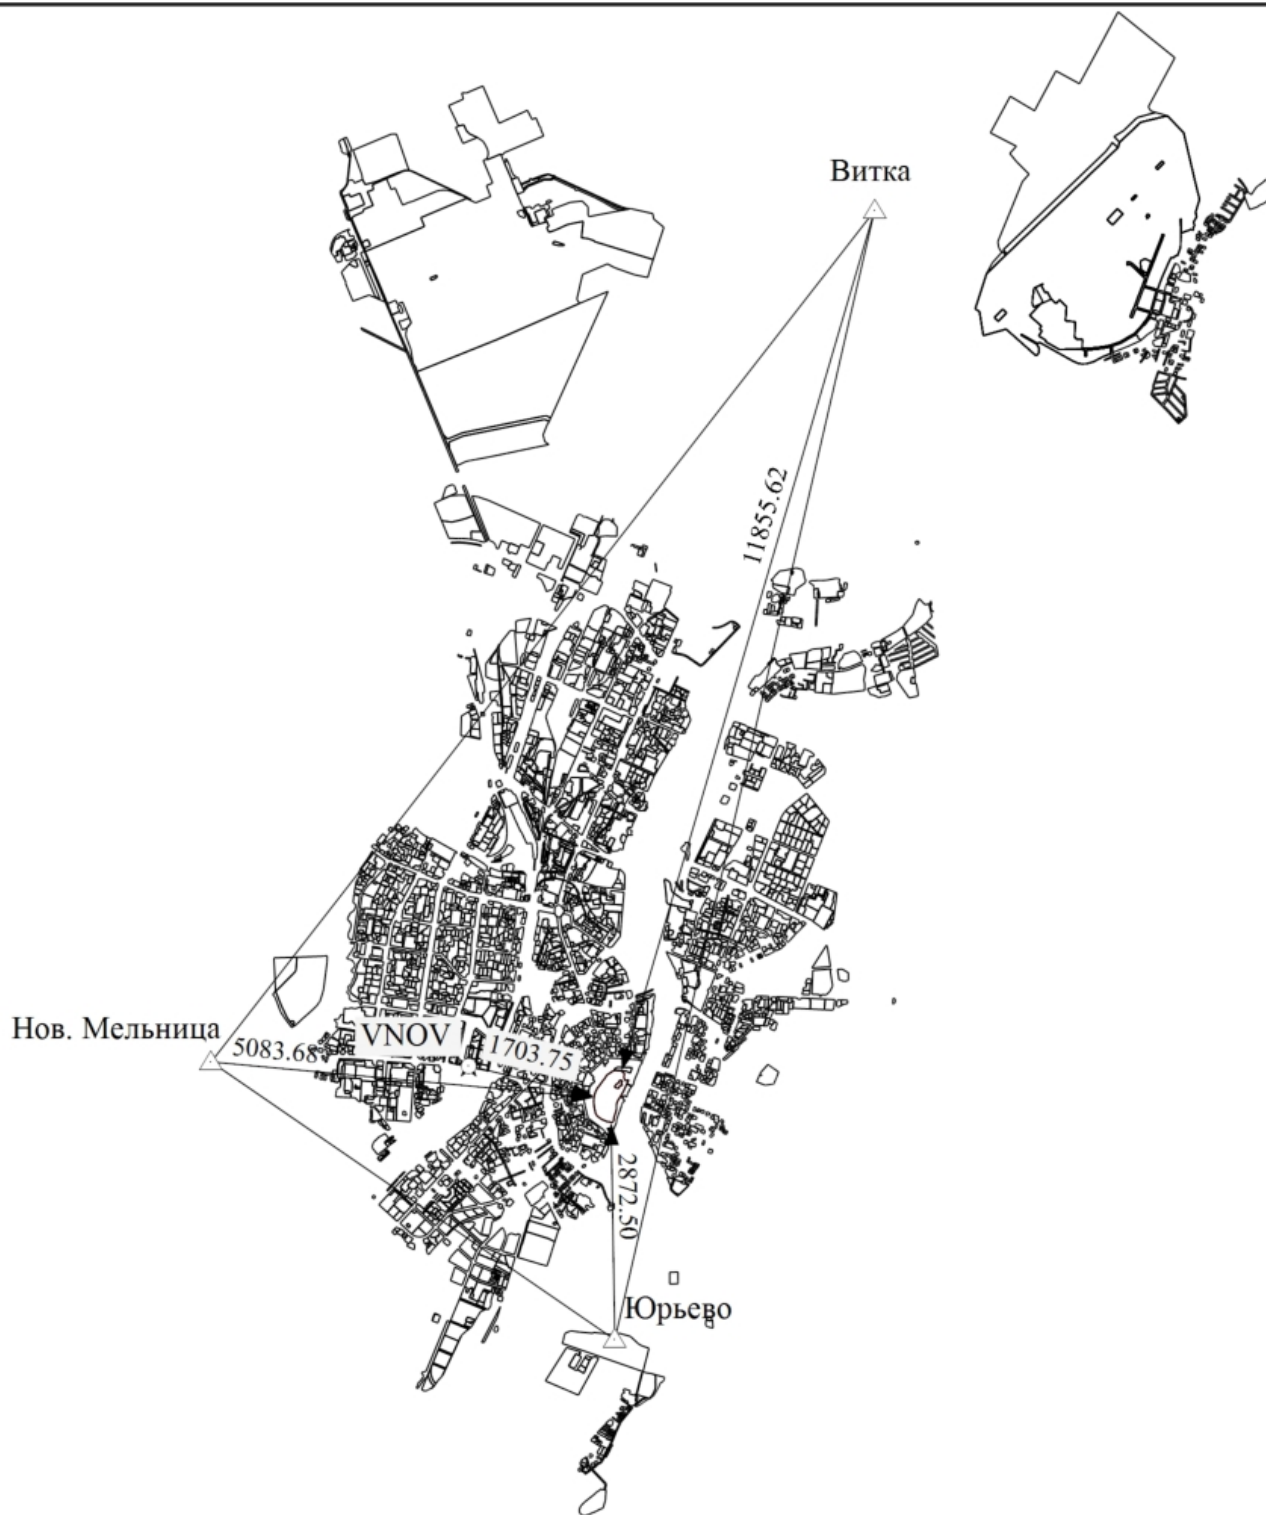 Витка
11855.62
Нов. Мельница
5083.68
VNOV
1703.75
2872.50
Юрьево